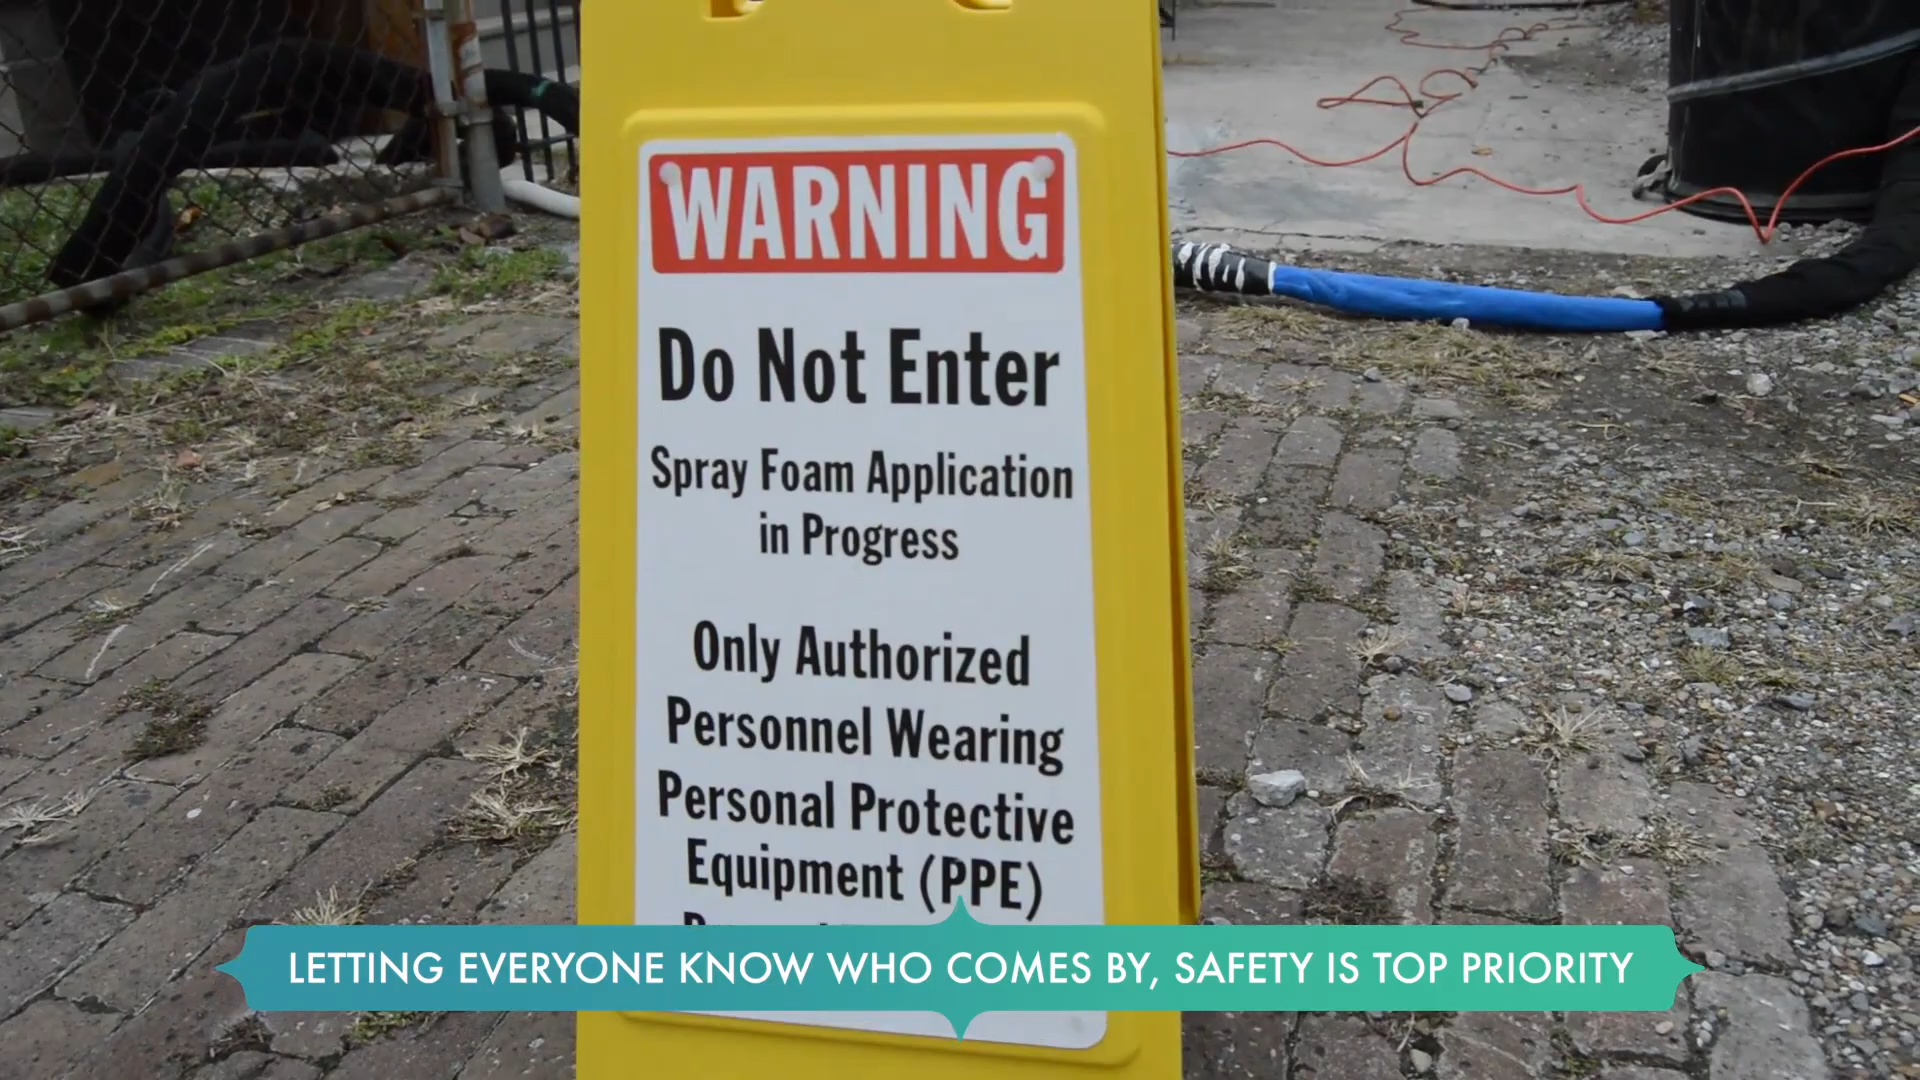 WARNING
Do Not Enter
Spray Foam Application
in Progress
Only Authorized
Personnel Wearing
Personal Protective
Equipment (PPE)
LETTING EVERYONE KNOW WHO COMES BY, SAFETY IS TOP PRIORITY